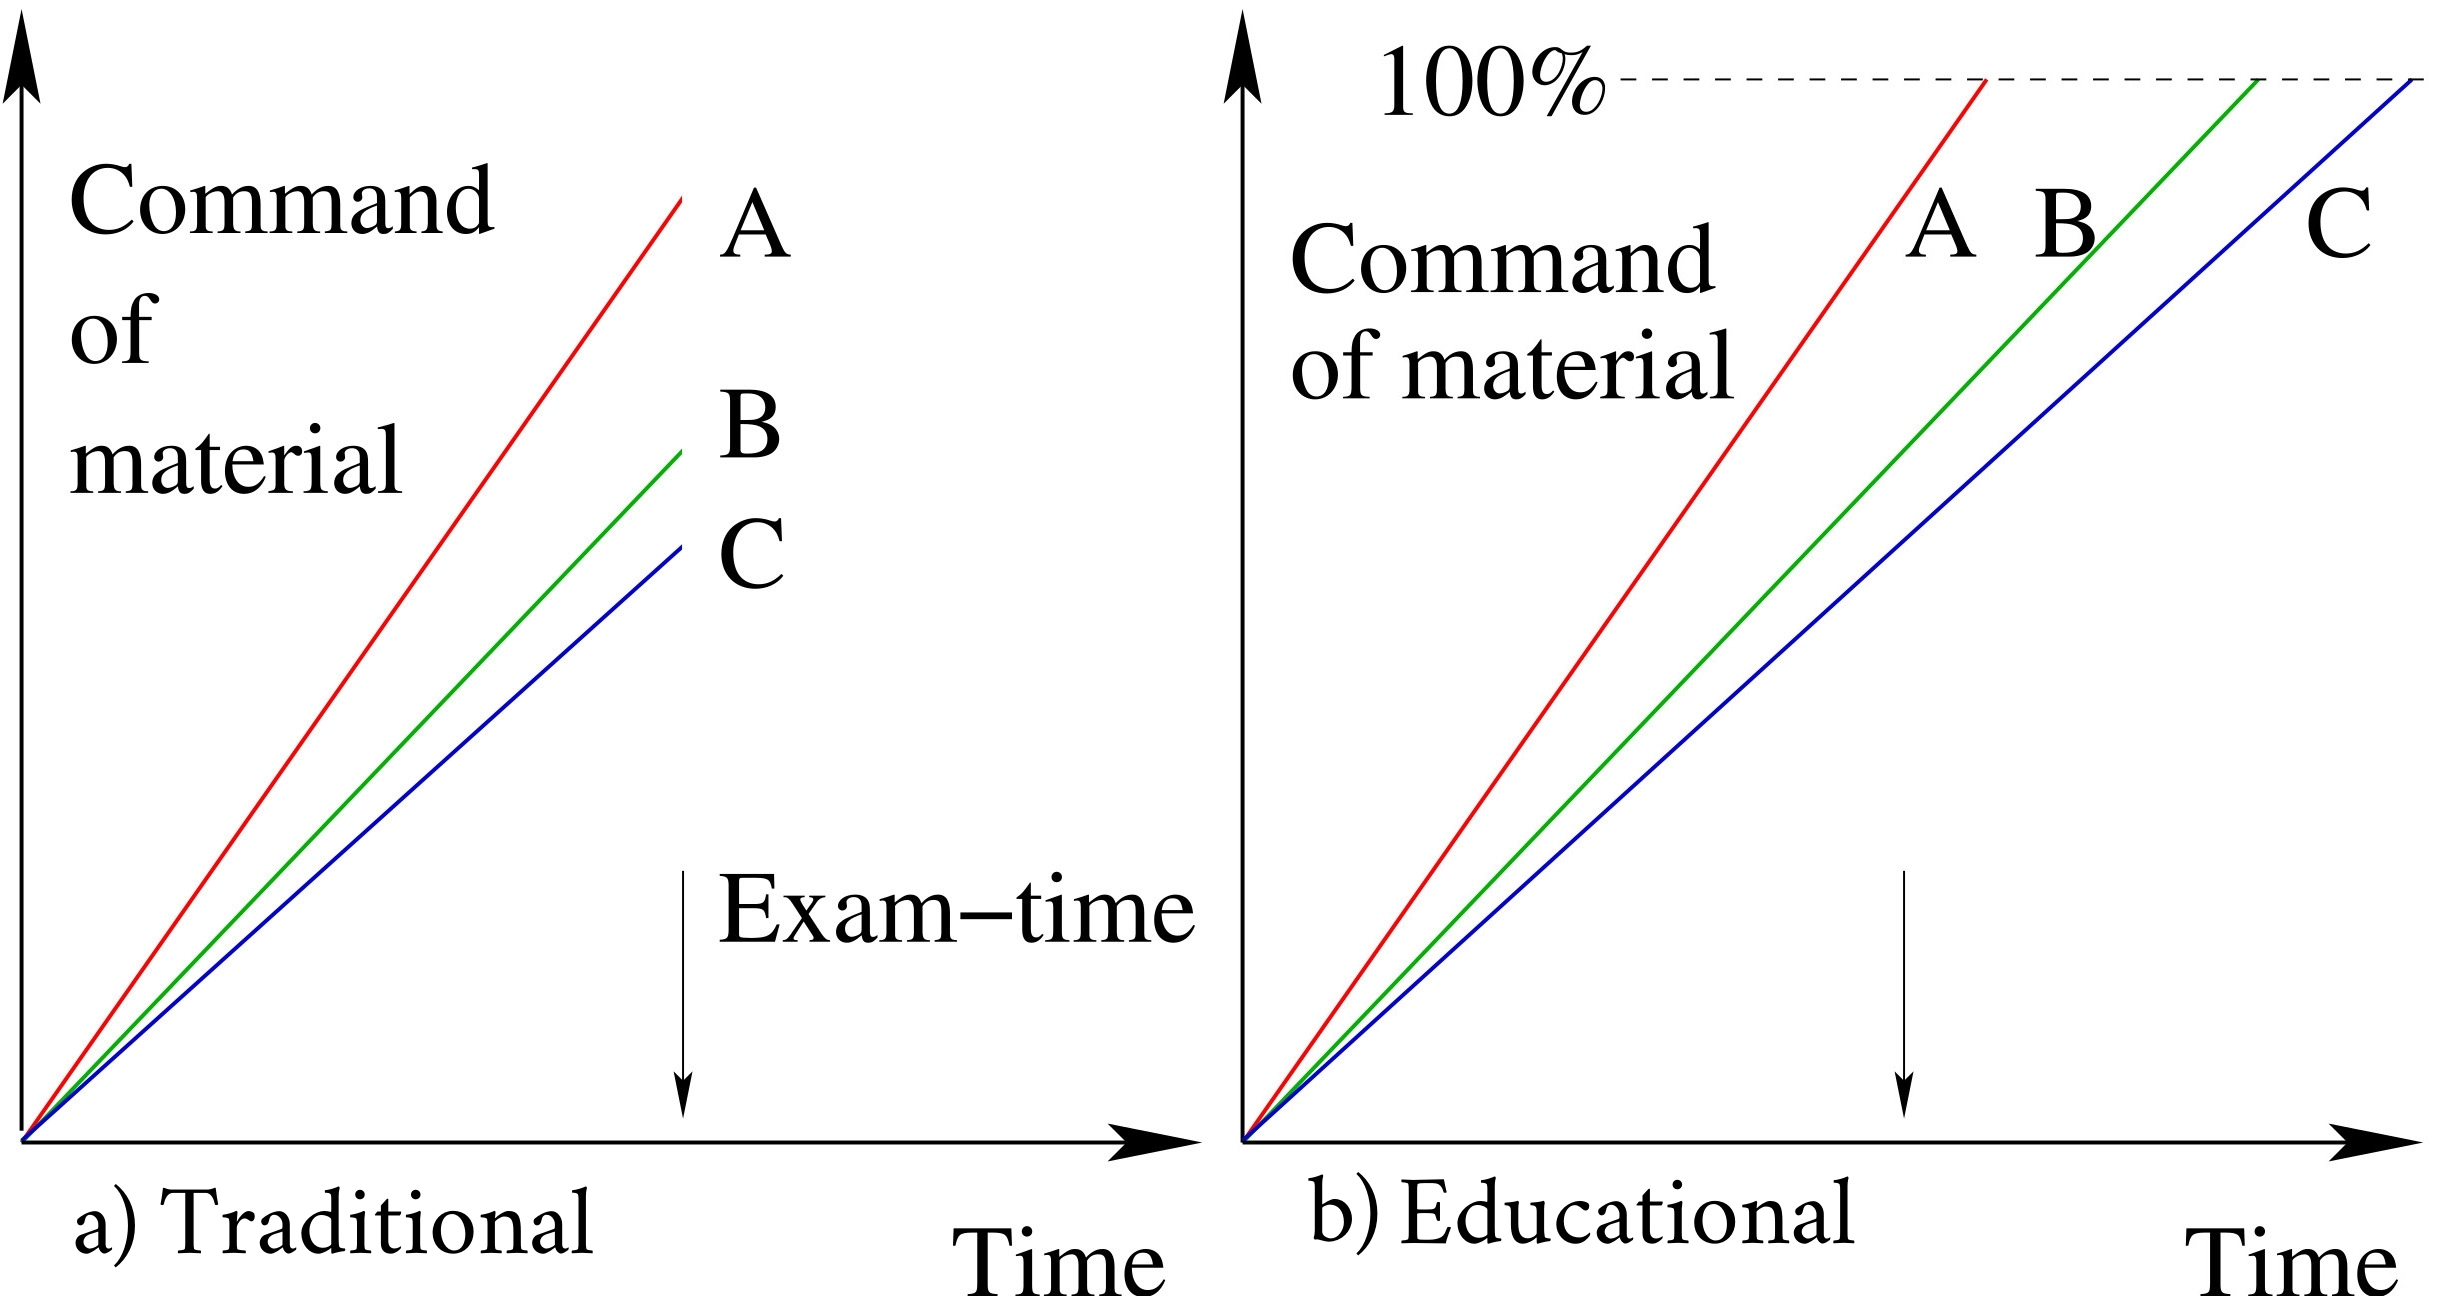 Command
of
material
A
B
C
Exam–time
a) Traditional
Time
100%
Command
of material
A
B
C
b) Educational
Time